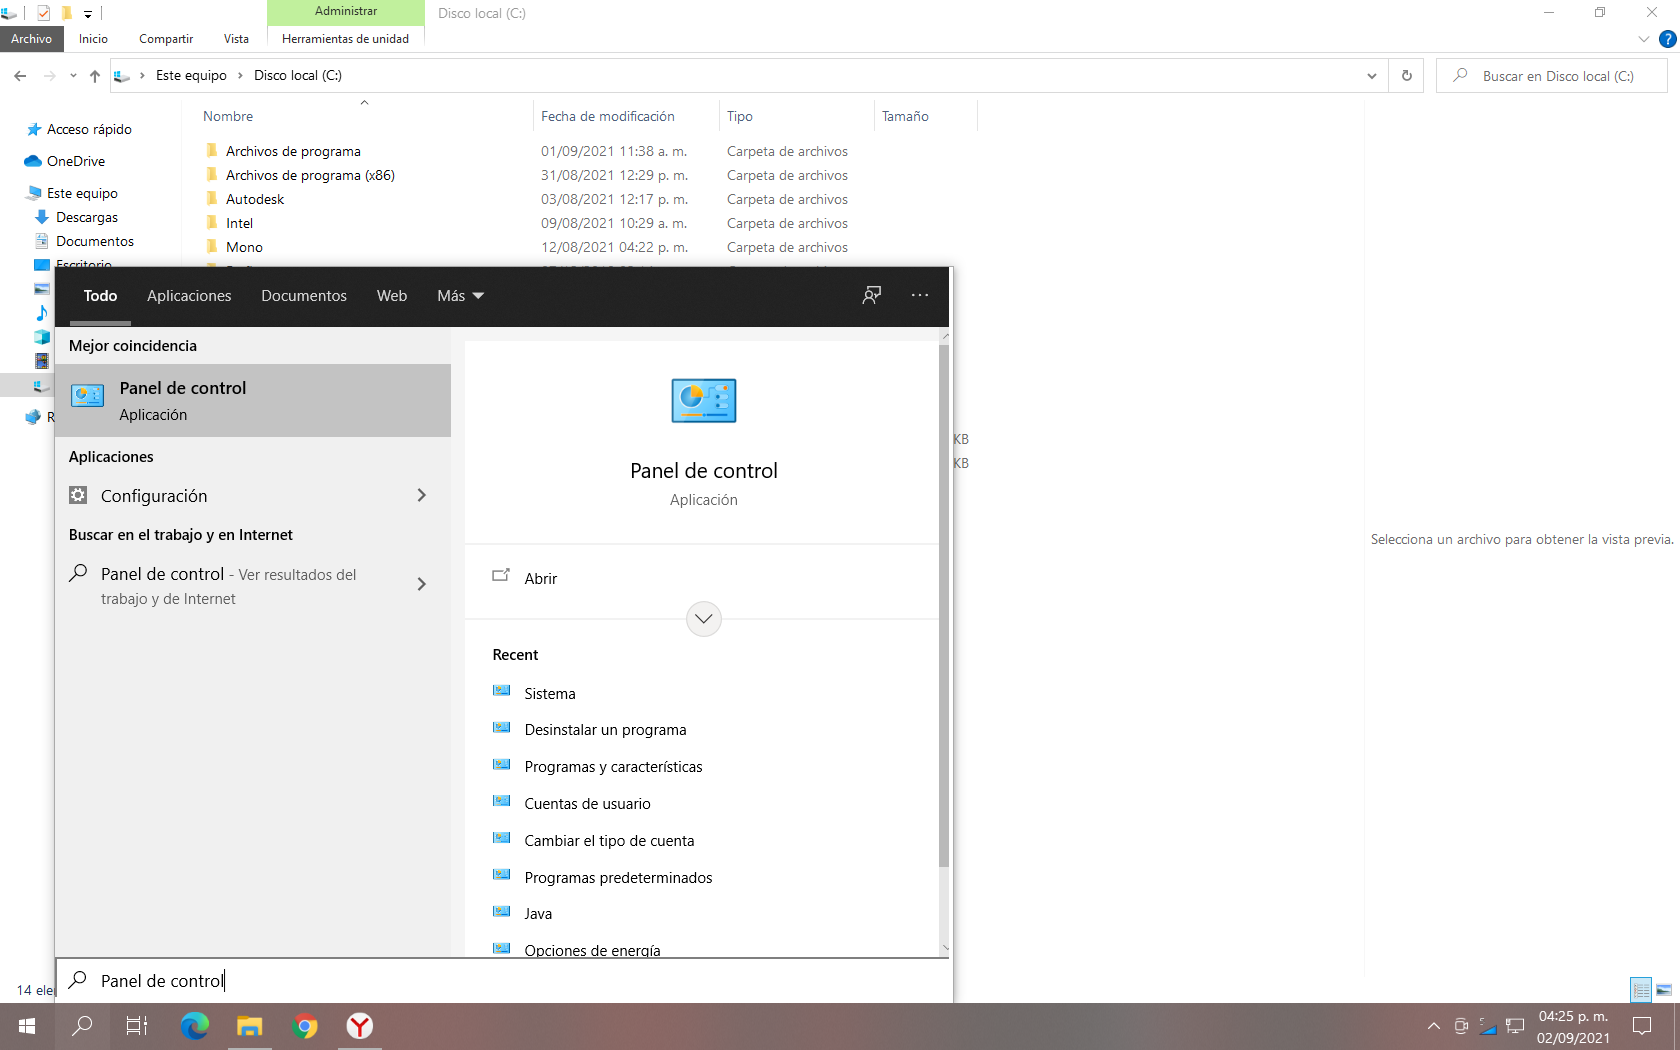 Administrar
Disco local (C:)
Archivo
Inicio
Compartir
Vista
Herramientas de unidad
?
Este equipo
Disco local (C:)
Buscar en Disco local (C:)
Nombre
Fecha de modificación
Tipo
Tamaño
Acceso rápido
OneDrive
Este equipo
Descargas
Documentos
Escritorio
Archivos de programa
01/09/2021 11:38 a. m.
Carpeta de archivos
Archivos de programa (x86)
31/08/2021 12:29 p. m.
Carpeta de archivos
Autodesk
03/08/2021 12:17 p. m.
Carpeta de archivos
Intel
09/08/2021 10:29 a. m.
Carpeta de archivos
Mono
12/08/2021 04:22 p. m.
Carpeta de archivos
R
KB
KB
Selecciona un archivo para obtener la vista previa.
Todo
Aplicaciones
Documentos
Web
Más
Mejor coincidencia
Panel de control
Aplicación
Aplicaciones
Configuración
Buscar en el trabajo y en Internet
Panel de control - Ver resultados del
trabajo y de Internet
Panel de control
Aplicación
Abrir
Recent
Sistema
Desinstalar un programa
Programas y características
Cuentas de usuario
Cambiar el tipo de cuenta
Programas predeterminados
Java
Opciones de energía
Panel de control
14 ele
04:25 p. m.
02/09/2021